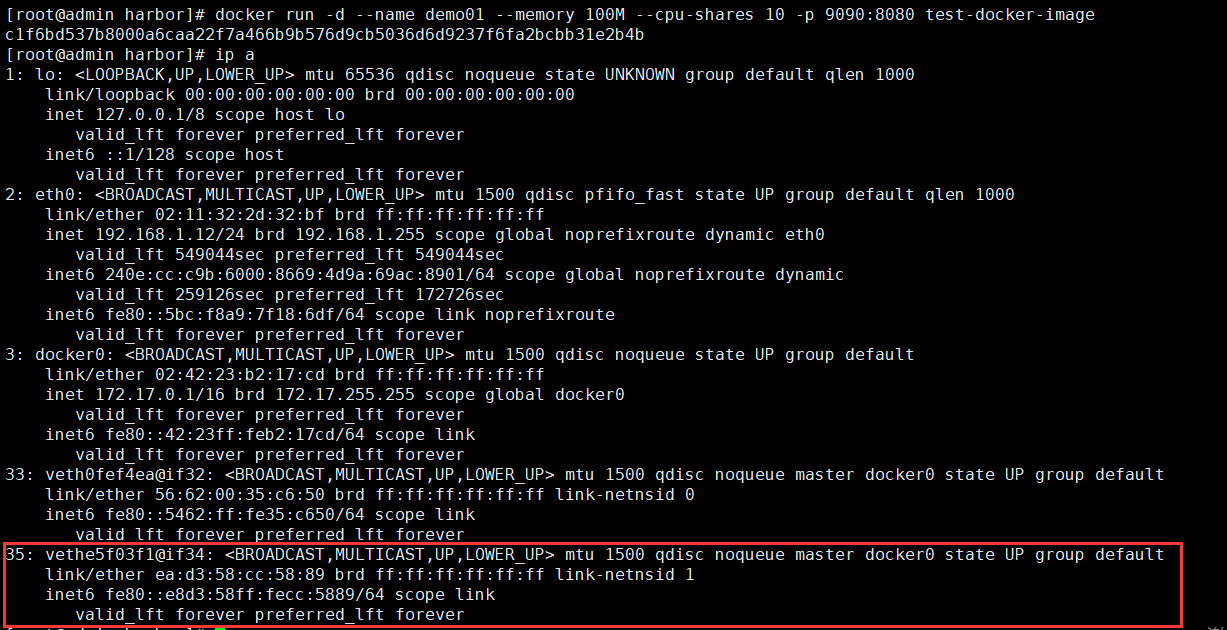 [root@admin harbor]# docker run -d --name demo01 --memory 100M --cpu-shares 10 -p 9090:8080 test-docker-image
c1f6bd537b8000a6caa22f7a466b9b576d9cb5036d6d9237f6fa2bcbb31e2b4b
[root@admin harbor]# ip a
1: lo: <LOOPBACK,UP,LOWER_UP> mtu 65536 qdisc noqueue state UNKNOWN group default qlen 1000
    link/loopback 00:00:00:00:00:00 brd 00:00:00:00:00:00
    inet 127.0.0.1/8 scope host lo
       valid_lft forever preferred_lft forever
    inet6 ::1/128 scope host
       valid_lft forever preferred_lft forever
2: eth0: <BROADCAST,MULTICAST,UP,LOWER_UP> mtu 1500 qdisc pfifo_fast state UP group default qlen 1000
    link/ether 02:11:32:2d:32:bf brd ff:ff:ff:ff:ff:ff
    inet 192.168.1.12/24 brd 192.168.1.255 scope global noprefixroute dynamic eth0
       valid_lft 549044sec preferred_lft 549044sec
    inet6 240e:cc:c9b:6000:8669:4d9a:69ac:8901/64 scope global noprefixroute dynamic
       valid_lft 259126sec preferred_lft 172726sec
    inet6 fe80::5bc:f8a9:7f18:6df/64 scope link noprefixroute
       valid_lft forever preferred_lft forever
3: docker0: <BROADCAST,MULTICAST,UP,LOWER_UP> mtu 1500 qdisc noqueue state UP group default
    link/ether 02:42:23:b2:17:cd brd ff:ff:ff:ff:ff:ff
    inet 172.17.0.1/16 brd 172.17.255.255 scope global docker0
       valid_lft forever preferred_lft forever
    inet6 fe80::42:23ff:feb2:17cd/64 scope link
       valid_lft forever preferred_lft forever
33: veth0fef4ea@if32: <BROADCAST,MULTICAST,UP,LOWER_UP> mtu 1500 qdisc noqueue master docker0 state UP group default
    link/ether 56:62:00:35:c6:50 brd ff:ff:ff:ff:ff:ff link-netnsid 0
    inet6 fe80::5462:ff:fe35:c650/64 scope link
       valid_lft forever preferred_lft forever
35: vethe5f03f1@if34: <BROADCAST,MULTICAST,UP,LOWER_UP> mtu 1500 qdisc noqueue master docker0 state UP group default
    link/ether ea:d3:58:cc:58:89 brd ff:ff:ff:ff:ff:ff link-netnsid 1
    inet6 fe80::e8d3:58ff:fecc:5889/64 scope link
       valid_lft forever preferred_lft forever